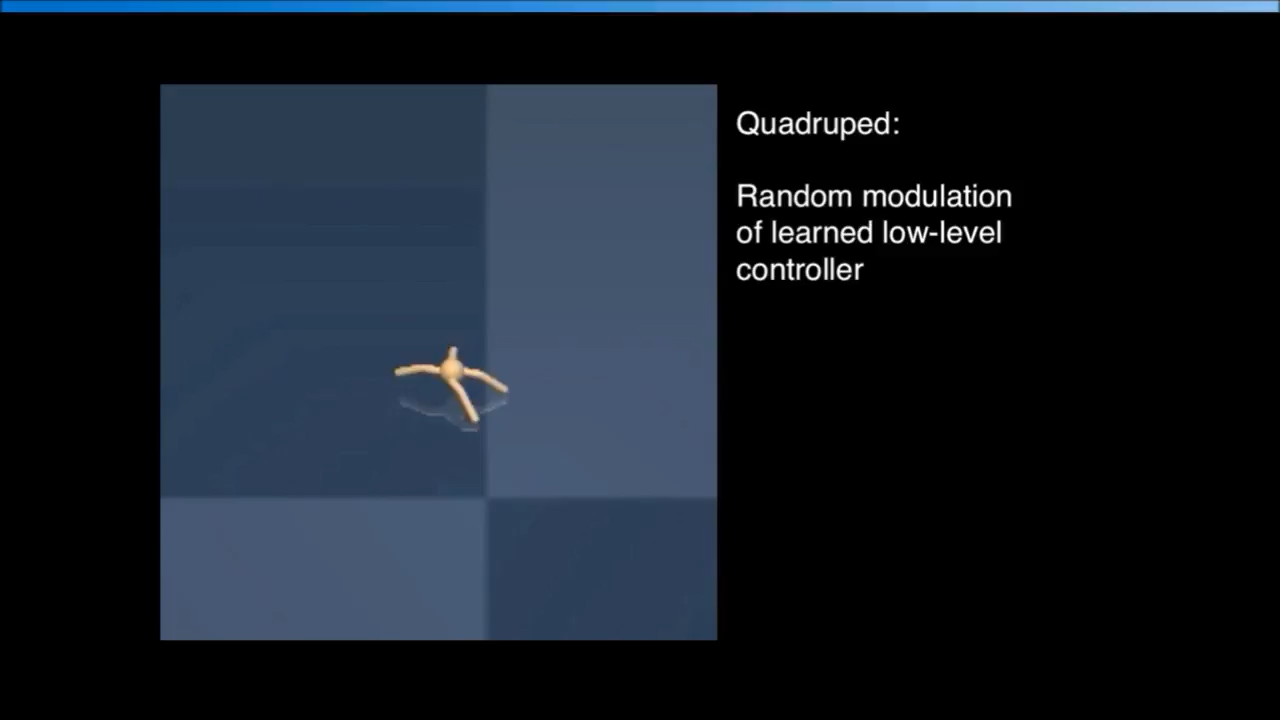 Quadruped:
Random modulation
of learned low-level
controller